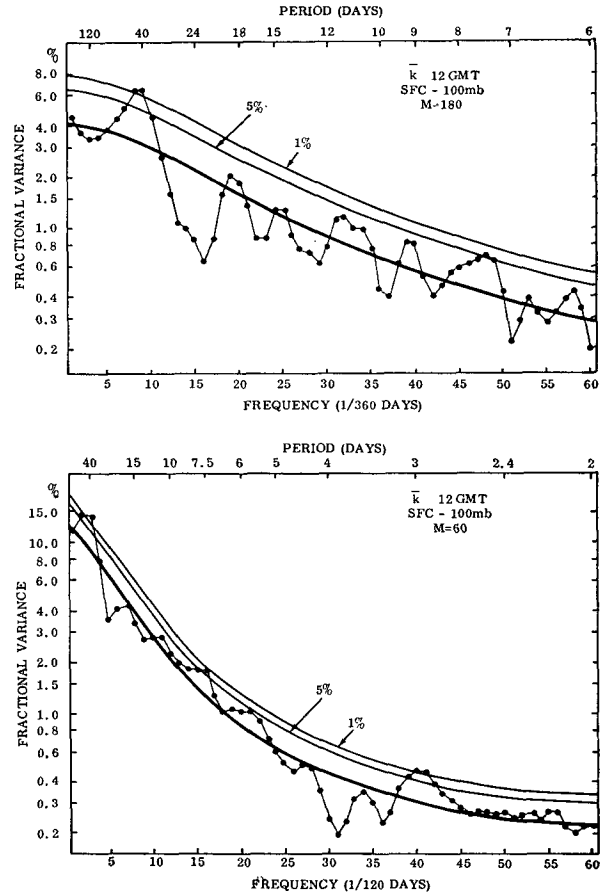 PERIOD (DAYS)
120 40 24 18 15 12 10 9 8 7 6
%
8.0
6.0
4.0
3.0
2.0
1.5
1.0
0.8
0.6
0.4
0.3
0.2
FRACTIONAL VARIANCE
k̅ 12 GMT
SFC - 100mb
M-180
5%
1%
0 5 10 15 20 25 30 35 40 45 50 55 60
FREQUENCY (1/360 DAYS)
PERIOD (DAYS)
40 15 10 7.5 6 5 4 3 2.4 2
%
15.0
10.0
8.0
6.0
4.0
3.0
2.0
1.5
1.0
0.8
0.6
0.4
0.3
0.2
FRACTIONAL VARIANCE
k̅ 12 GMT
SFC - 100mb
M=60
5%
1%
5 10 15 20 25 30 35 40 45 50 55 60
FREQUENCY (1/120 DAYS)